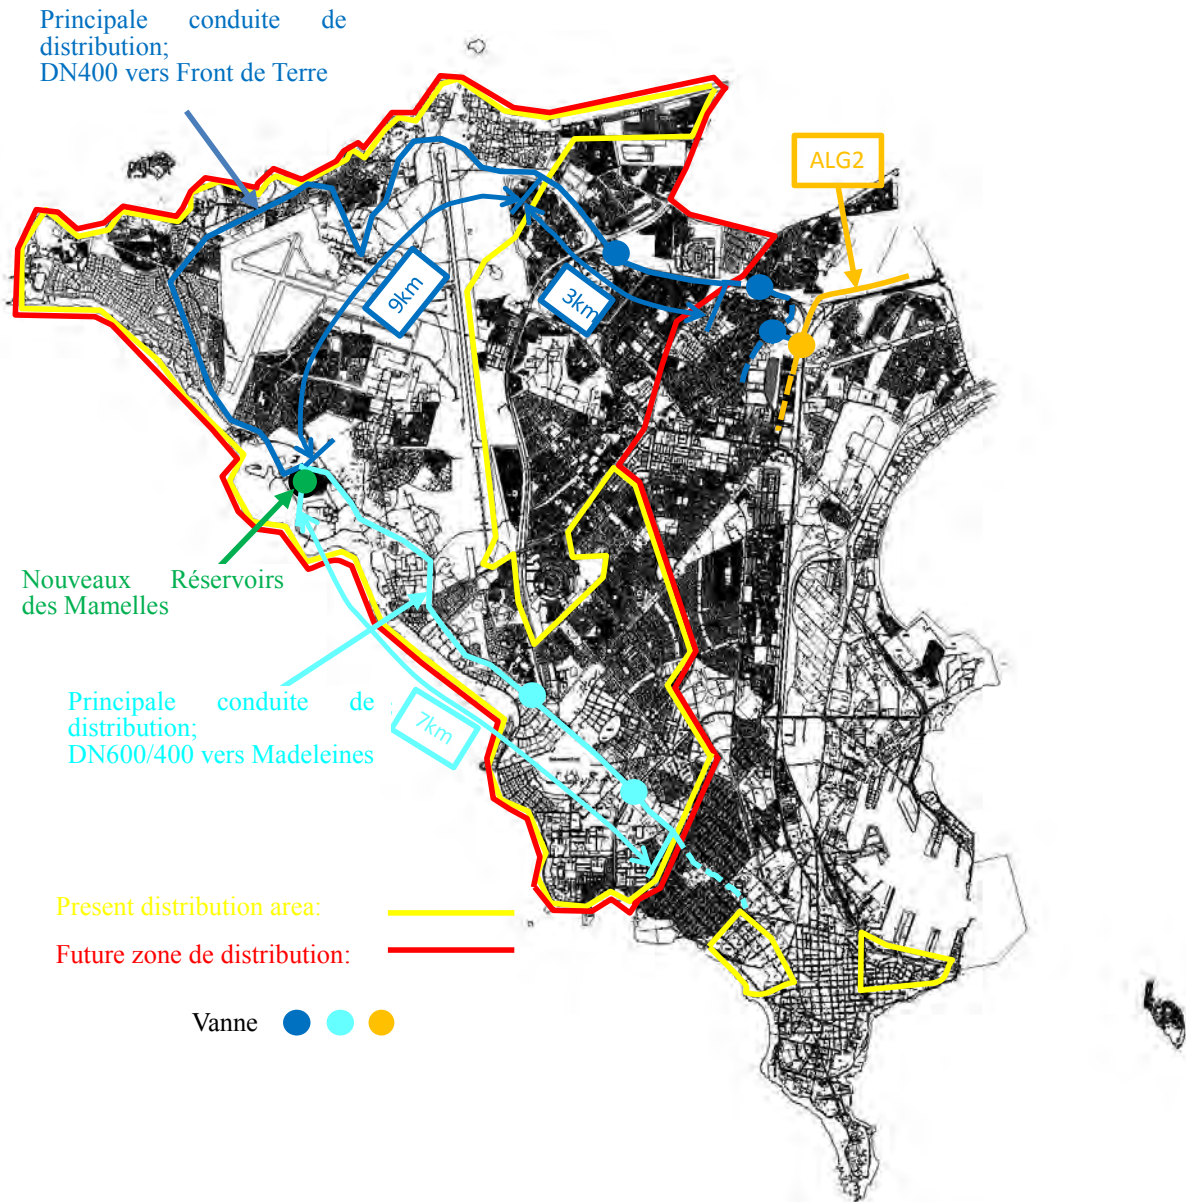 Principale conduite de
distribution;
DN400 vers Front de Terre
ALG2
9km
3km
Nouveaux Réservoirs
des Mamelles
Principale conduite de
distribution;
DN600/400 vers Madeleines
7km
Present distribution area:
Future zone de distribution:
Vanne